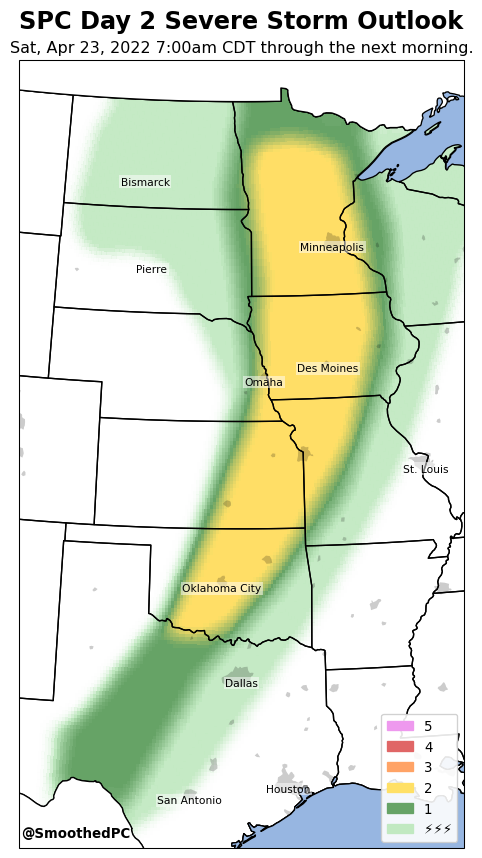 SPC Day 2 Severe Storm Outlook
Sat, Apr 23, 2022 7:00am CDT through the next morning.
Bismarck
Minneapolis
Pierre
Des Moines
Omaha
St. Louis
Oklahoma City
Dallas
Houston
San Antonio
5
4
3
2
1
⚡⚡⚡
@SmoothedPC